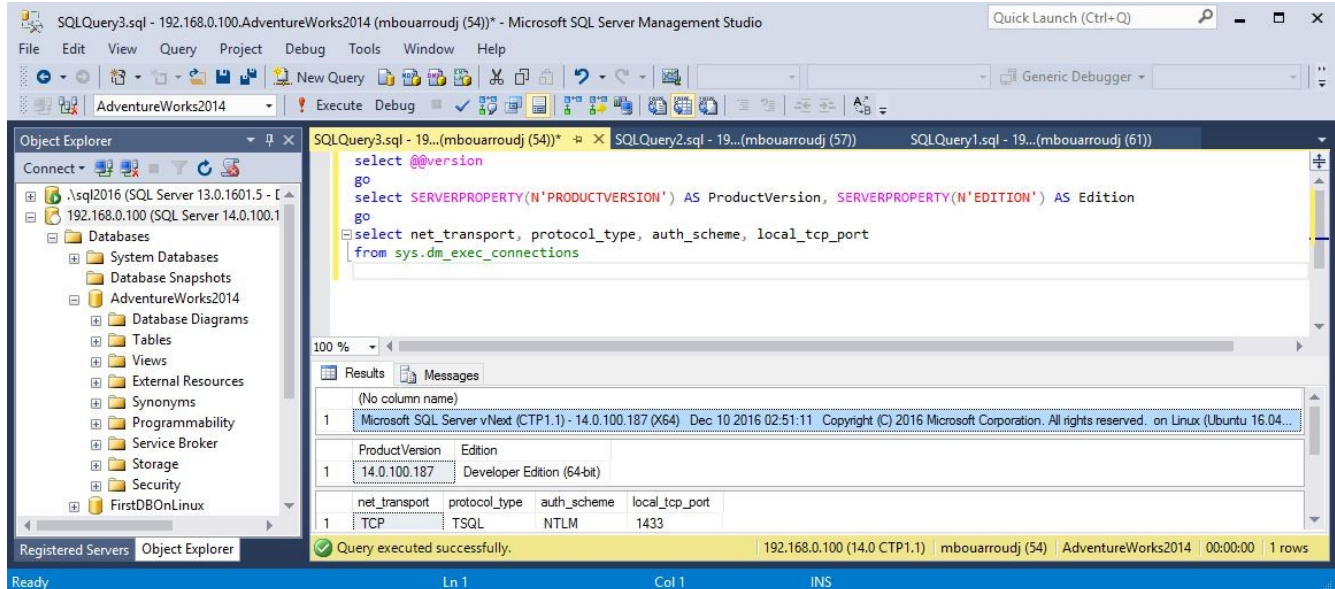 SQLQuery3.sql - 192.168.0.100.AdventureWorks2014 (mbouarroudj (54))* - Microsoft SQL Server Management Studio
Quick Launch (Ctrl+Q)
File Edit View Query Project Debug Tools Window Help
New Query
Generic Debugger
AdventureWorks2014
Execute Debug
Object Explorer
SQLQuery3.sql - 19...(mbouarroudj (54))* SQLQuery2.sql - 19...(mbouarroudj (57)) SQLQuery1.sql - 19...(mbouarroudj (61))
Connect
.\sql2016 (SQL Server 13.0.1601.5 - D
192.168.0.100 (SQL Server 14.0.100.1
Databases
System Databases
Database Snapshots
AdventureWorks2014
Database Diagrams
Tables
Views
External Resources
Synonyms
Programmability
Service Broker
Storage
Security
FirstDBOnLinux
Registered Servers Object Explorer
select @@version
go
select SERVERPROPERTY(N'PRODUCTVERSION') AS ProductVersion, SERVERPROPERTY(N'EDITION') AS Edition
go
select net_transport, protocol_type, auth_scheme, local_tcp_port
from sys.dm_exec_connections
100 %
Results Messages
(No column name)
1 Microsoft SQL Server vNext (CTP1.1) - 14.0.100.187 (X64) Dec 10 2016 02:51:11 Copyright (C) 2016 Microsoft Corporation. All rights reserved. on Linux (Ubuntu 16.04...
ProductVersion Edition
1 14.0.100.187 Developer Edition (64-bit)
net_transport protocol_type auth_scheme local_tcp_port
1 TCP TSQL NTLM 1433
Query executed successfully. 192.168.0.100 (14.0 CTP1.1) mbouarroudj (54) AdventureWorks2014 00:00:00 1 rows
Ready Ln 1 Col 1 INS